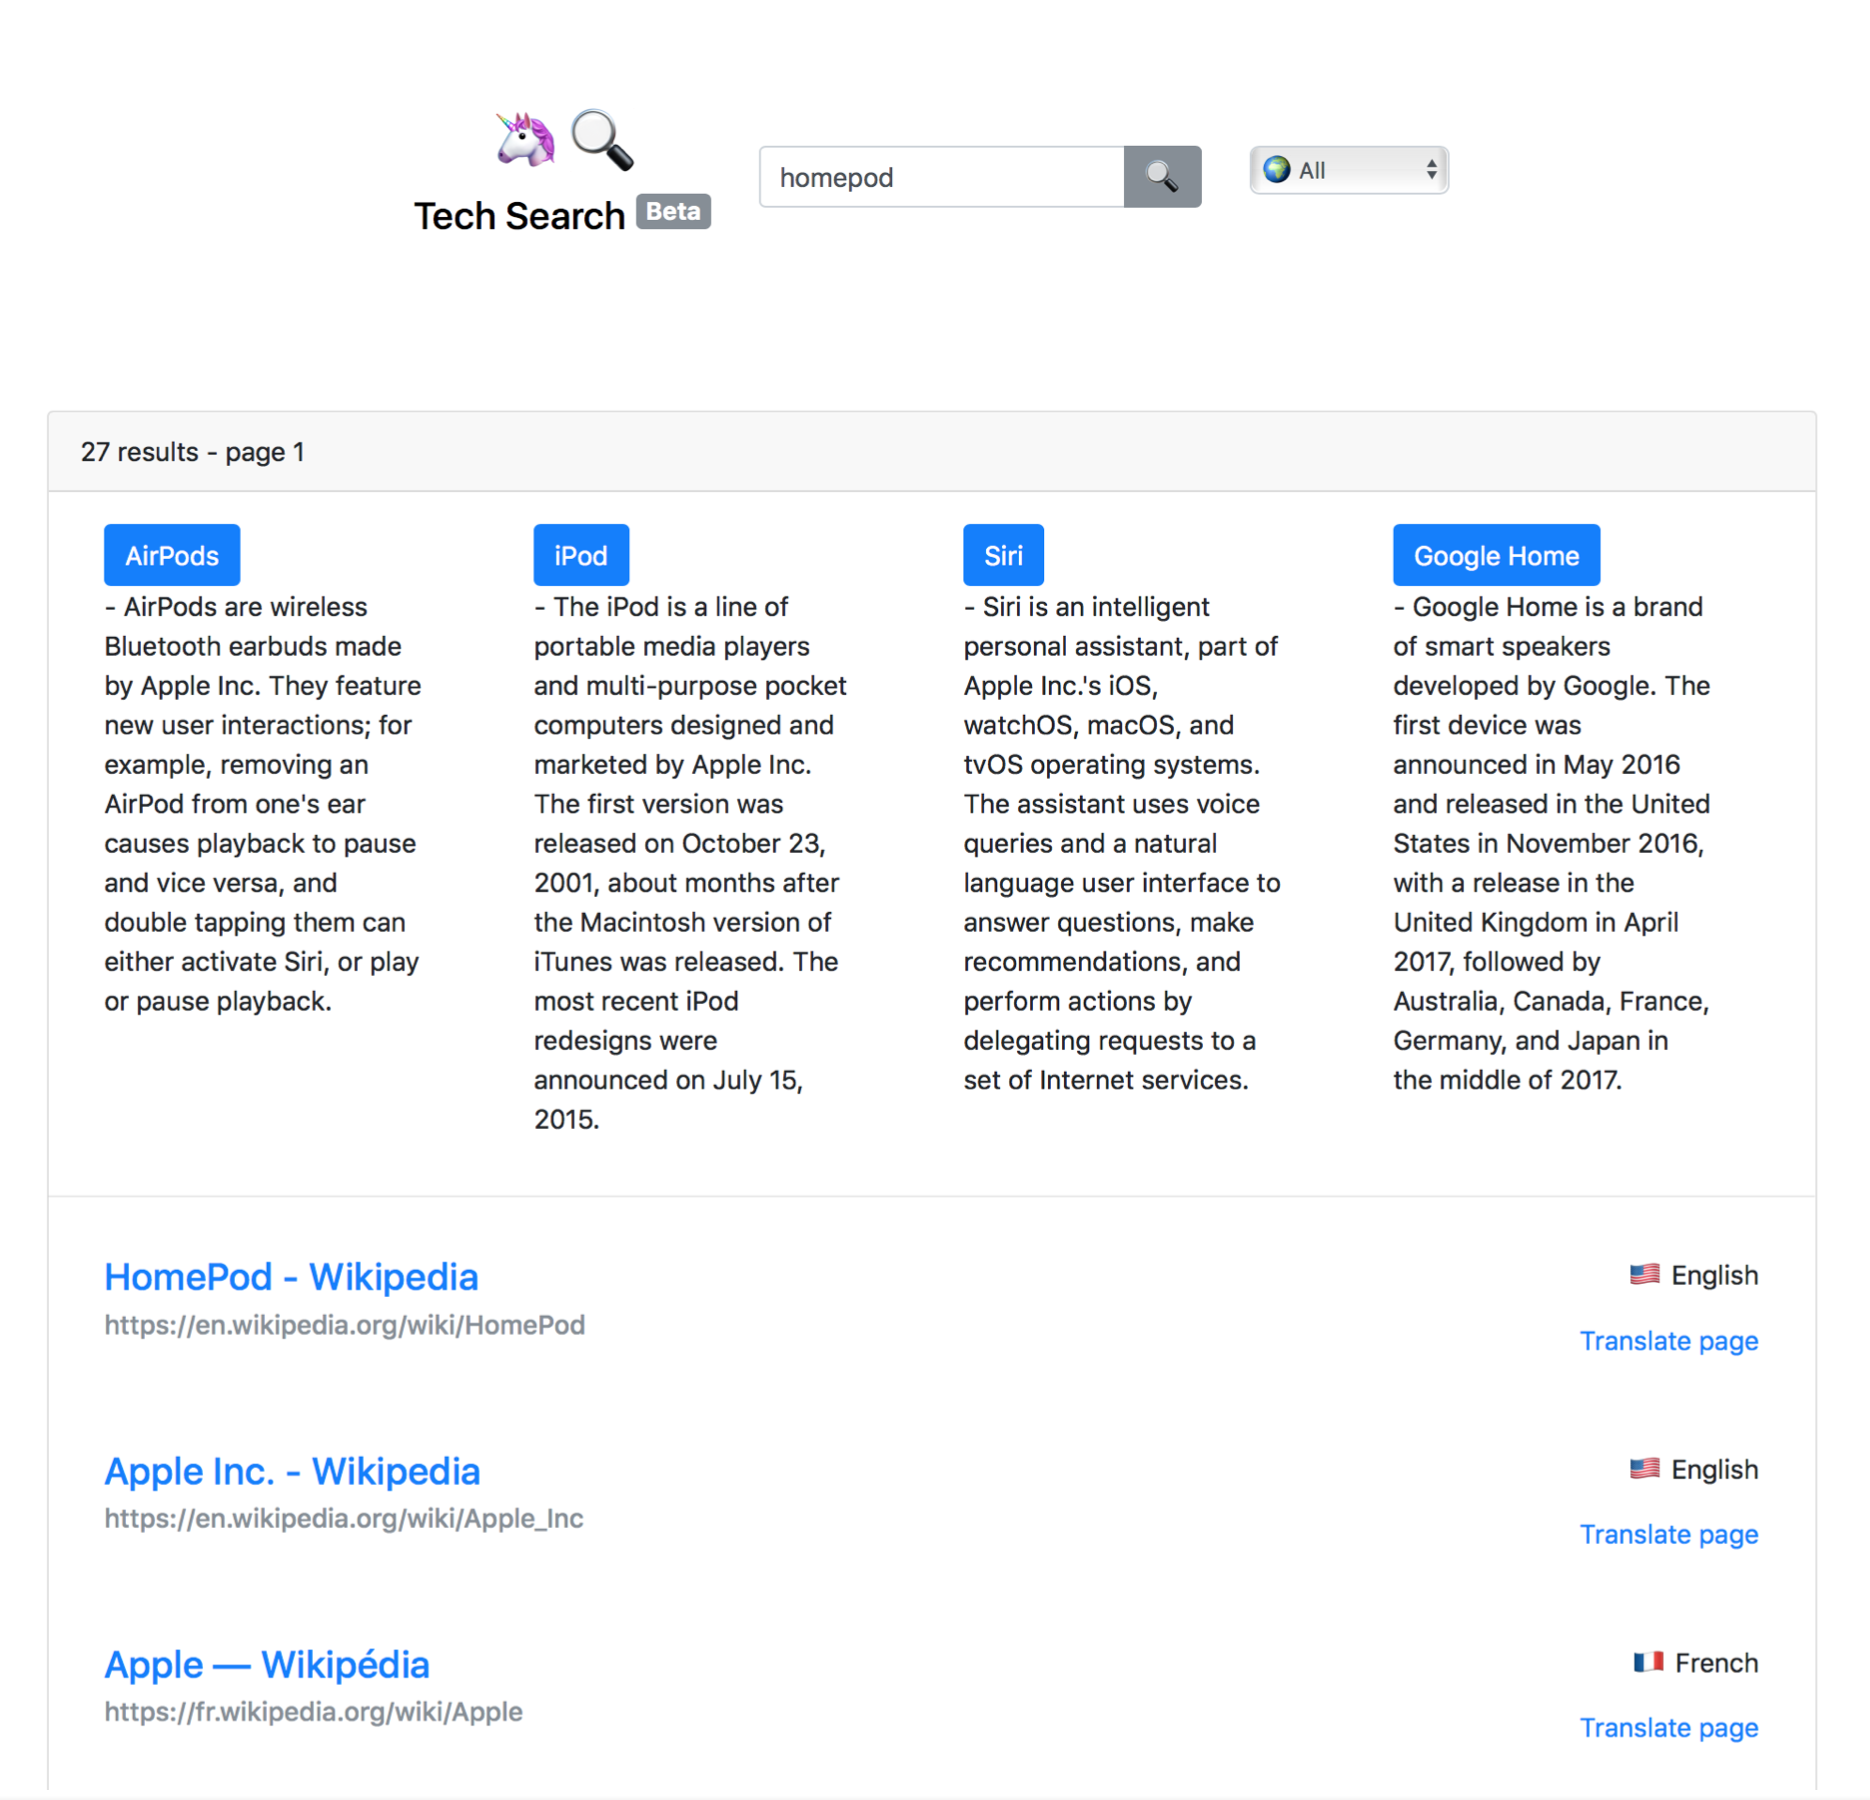 Tech Search Beta
homepod
All
27 results - page 1
AirPods
- AirPods are wireless
Bluetooth earbuds made
by Apple Inc. They feature
new user interactions; for
example, removing an
AirPod from one's ear
causes playback to pause
and vice versa, and
double tapping them can
either activate Siri, or play
or pause playback.
iPod
- The iPod is a line of
portable media players
and multi-purpose pocket
computers designed and
marketed by Apple Inc.
The first version was
released on October 23,
2001, about months after
the Macintosh version of
iTunes was released. The
most recent iPod
redesigns were
announced on July 15,
2015.
Siri
- Siri is an intelligent
personal assistant, part of
Apple Inc.'s iOS,
watchOS, macOS, and
tvOS operating systems.
The assistant uses voice
queries and a natural
language user interface to
answer questions, make
recommendations, and
perform actions by
delegating requests to a
set of Internet services.
Google Home
- Google Home is a brand
of smart speakers
developed by Google. The
first device was
announced in May 2016
and released in the United
States in November 2016,
with a release in the
United Kingdom in April
2017, followed by
Australia, Canada, France,
Germany, and Japan in
the middle of 2017.
HomePod - Wikipedia
https://en.wikipedia.org/wiki/HomePod
English
Translate page
Apple Inc. - Wikipedia
https://en.wikipedia.org/wiki/Apple_Inc
English
Translate page
Apple — Wikipédia
https://fr.wikipedia.org/wiki/Apple
French
Translate page